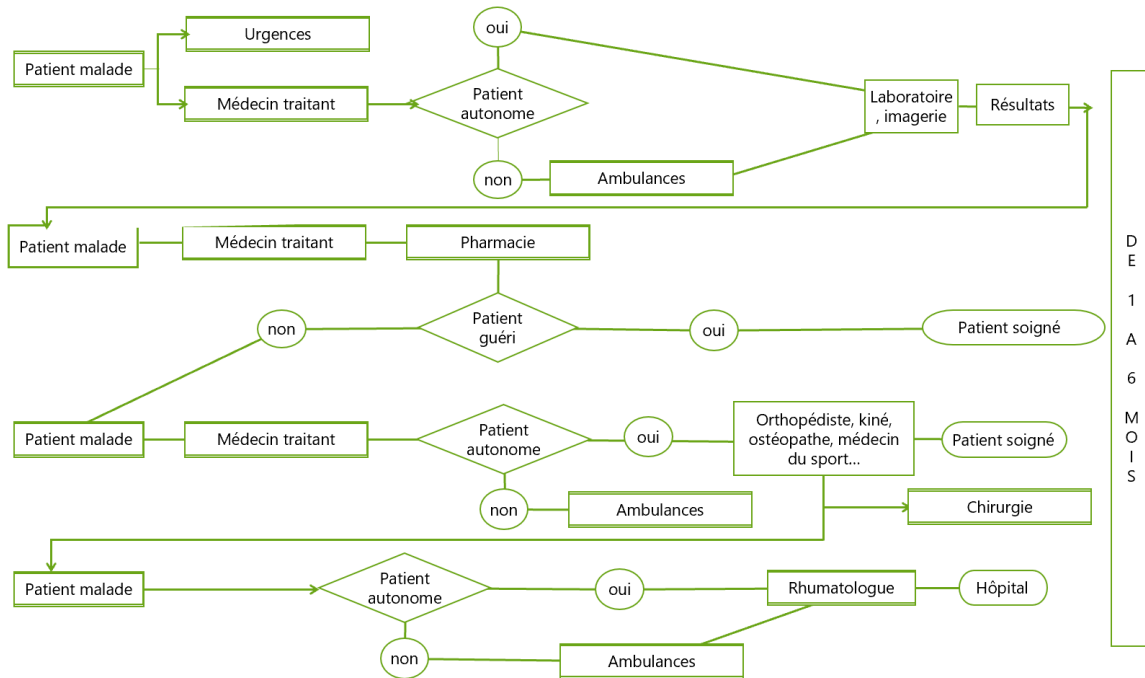 Urgences
oui
Patient malade
Médecin traitant
Patient
autonome
Laboratoire
, imagerie
Résultats
non
Ambulances
Patient malade
Médecin traitant
Pharmacie
non
Patient
guéri
oui
Patient soigné
Patient malade
Médecin traitant
Patient
autonome
oui
Orthopédiste, kiné,
ostéopathe, médecin
du sport...
Patient soigné
non
Ambulances
Chirurgie
Patient malade
Patient
autonome
oui
Rhumatologue
Hôpital
non
Ambulances
D
E
1
A
6
M
O
I
S